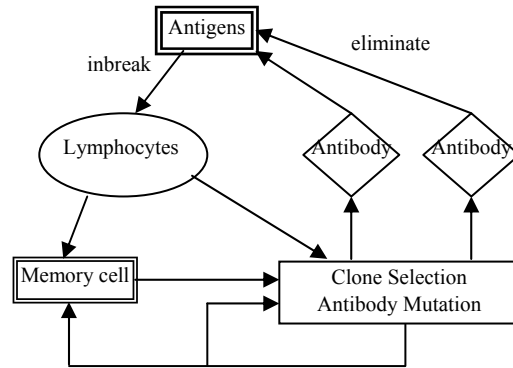 Antigens
eliminate
inbreak
Lymphocytes
Antibody
Antibody
Memory cell
Clone Selection
Antibody Mutation